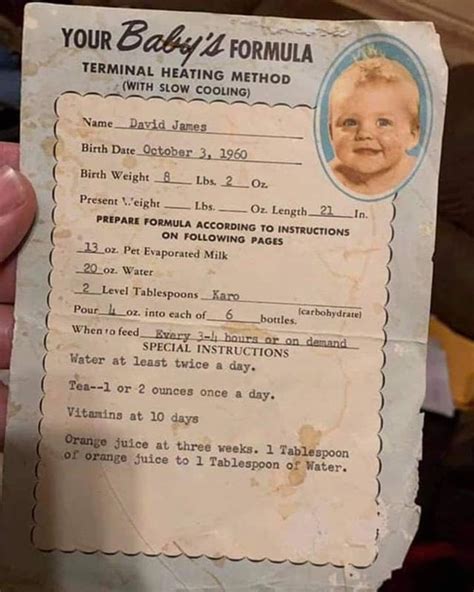 YOUR Baby's FORMULA
TERMINAL HEATING METHOD
(WITH SLOW COOLING)
Name David James
Birth Date October 3, 1960
Birth Weight 8 Lbs. 2 Oz.
Present Weight Lbs. Oz. Length 21 In.
PREPARE FORMULA ACCORDING TO INSTRUCTIONS
ON FOLLOWING PAGES
13 oz. Pet Evaporated Milk
20 oz. Water
2 Level Tablespoons Karo
(carbohydrate)
Pour 4 oz. into each of 6 bottles.
When to feed Every 3-4 hours or on demand
SPECIAL INSTRUCTIONS
Water at least twice a day.
Tea--1 or 2 ounces once a day.
Vitamins at 10 days
Orange juice at three weeks. 1 Tablespoon
of orange juice to 1 Tablespoon of Water.